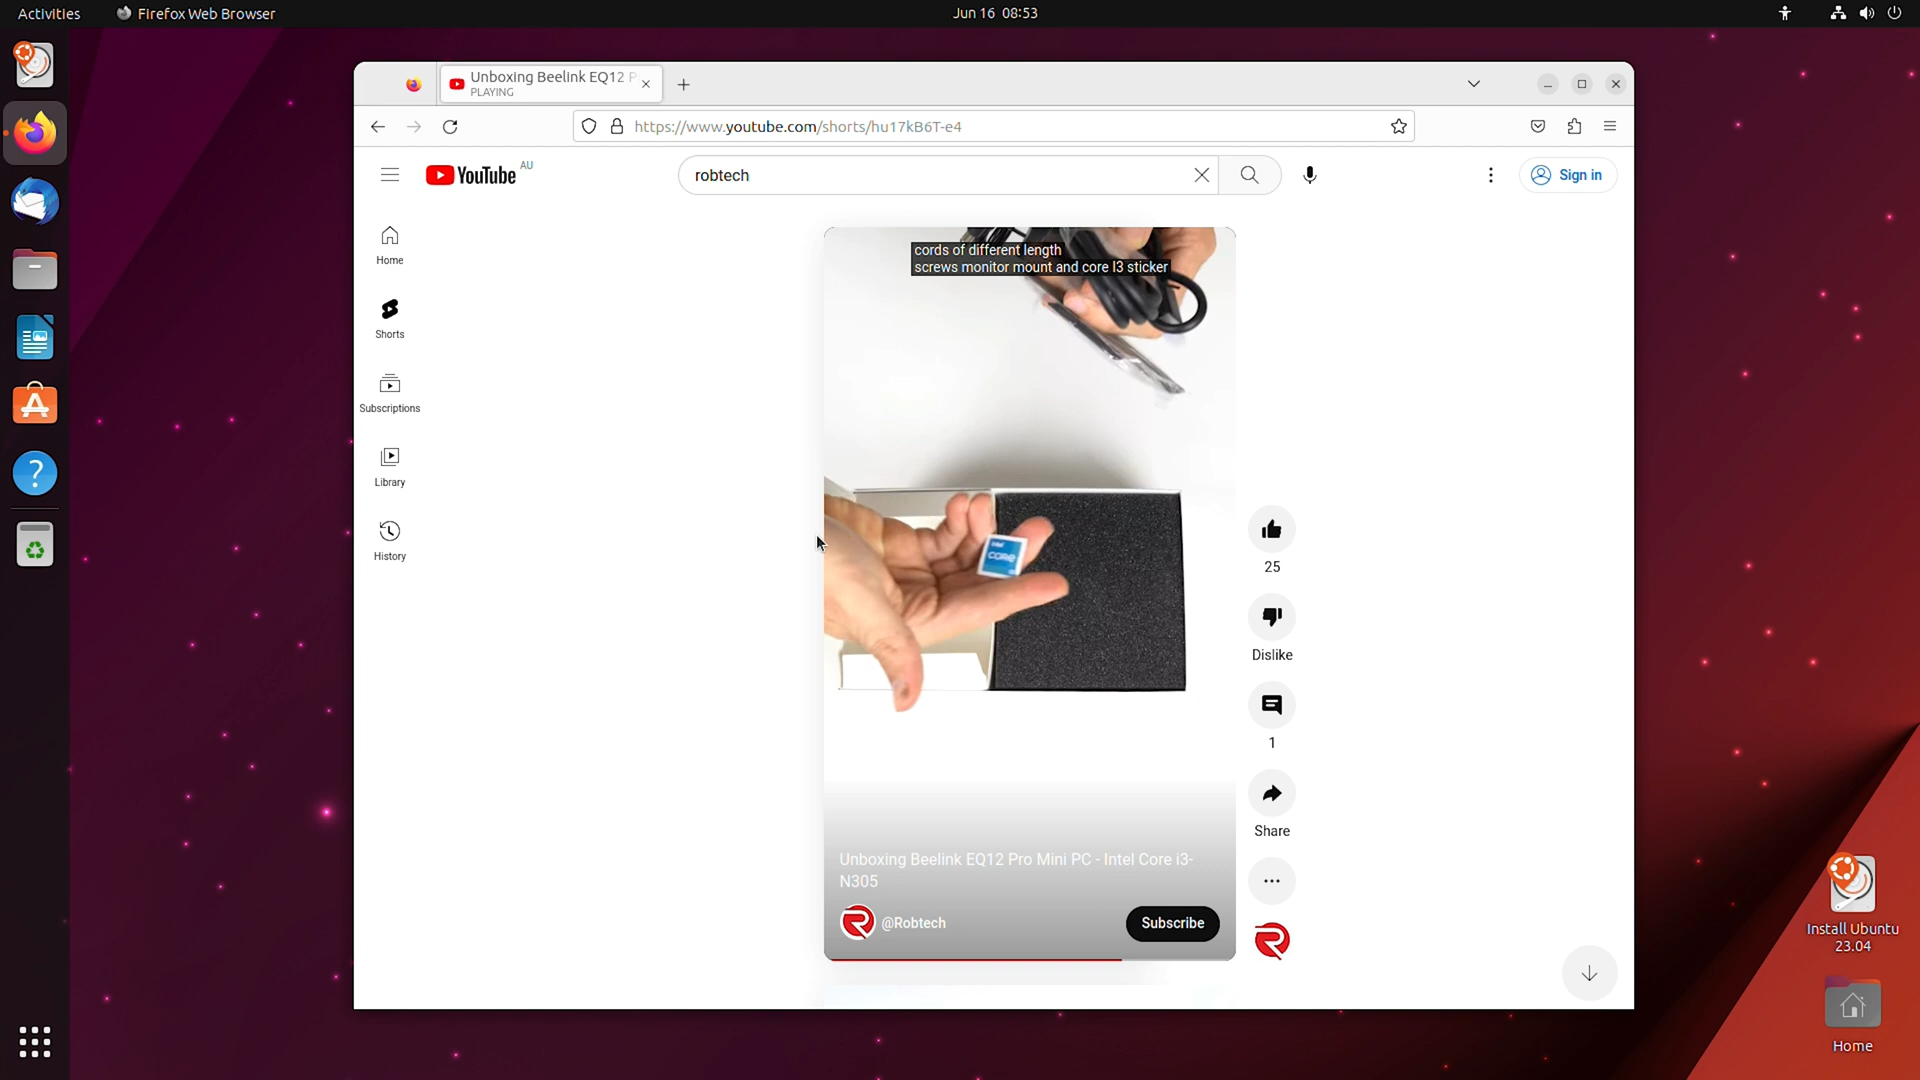 Activities
Firefox Web Browser
Jun 16 08:53
Unboxing Beelink EQ12 P
PLAYING
https://www.youtube.com/shorts/hu17kB6T-e4
YouTube AU
robtech
Sign in
Home
Shorts
Subscriptions
Library
History
cords of different length
screws monitor mount and core I3 sticker
intel
CORE
25
Dislike
1
Share
Unboxing Beelink EQ12 Pro Mini PC - Intel Core i3-
N305
@Robtech
Subscribe
Install Ubuntu
23.04
Home